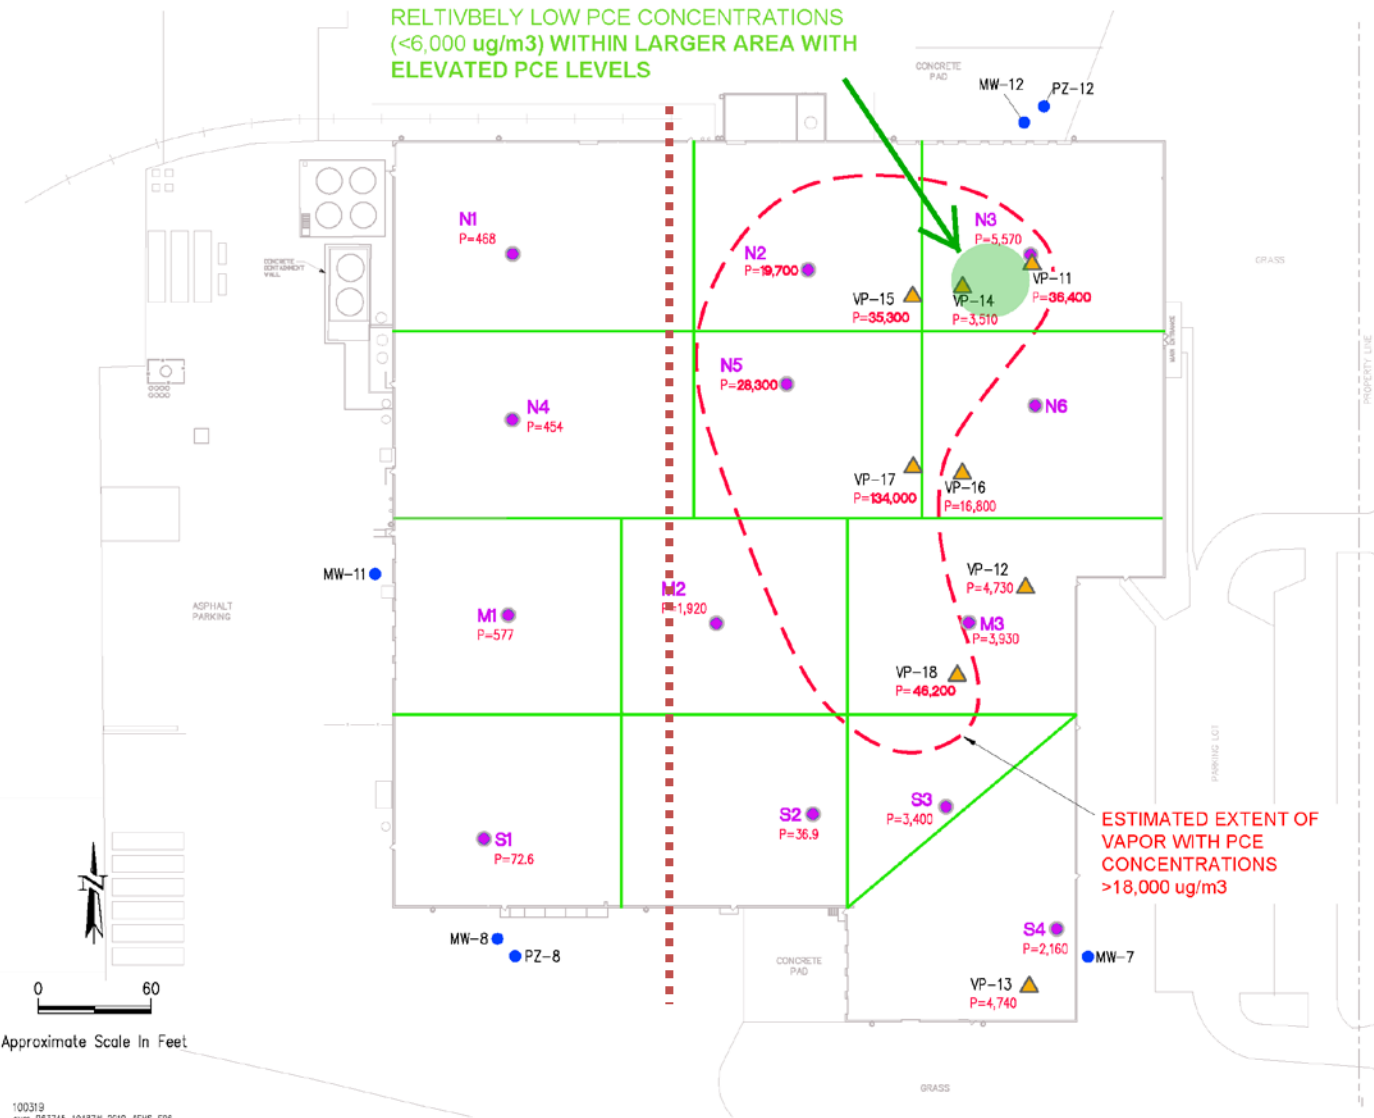 RELTIVBELY LOW PCE CONCENTRATIONS
(<6,000 ug/m3) WITHIN LARGER AREA WITH
ELEVATED PCE LEVELS
CONCRETE
PAD
MW-12
PZ-12
N1
P=468
N2
P=19,700
N3
P=5,570
VP-11
P=36,400
VP-14
P=3,510
VP-15
P=35,300
CONCRETE
CONTAINMENT
WALL
GRASS
MAIN ENTRANCE
PROPERTY LINE
N5
P=28,300
N4
P=454
N6
VP-17
P=134,000
VP-16
P=16,800
MW-11
ASPHALT
PARKING
M1
P=577
M2
P=1,920
VP-12
P=4,730
M3
P=3,930
VP-18
P=46,200
PARKING LOT
S1
P=72.6
S2
P=36.9
S3
P=3,400
ESTIMATED EXTENT OF
VAPOR WITH PCE
CONCENTRATIONS
>18,000 ug/m3
N
MW-8
PZ-8
CONCRETE
PAD
S4
P=2,160
MW-7
VP-13
P=4,740
0 60
Approximate Scale In Feet
GRASS
100319